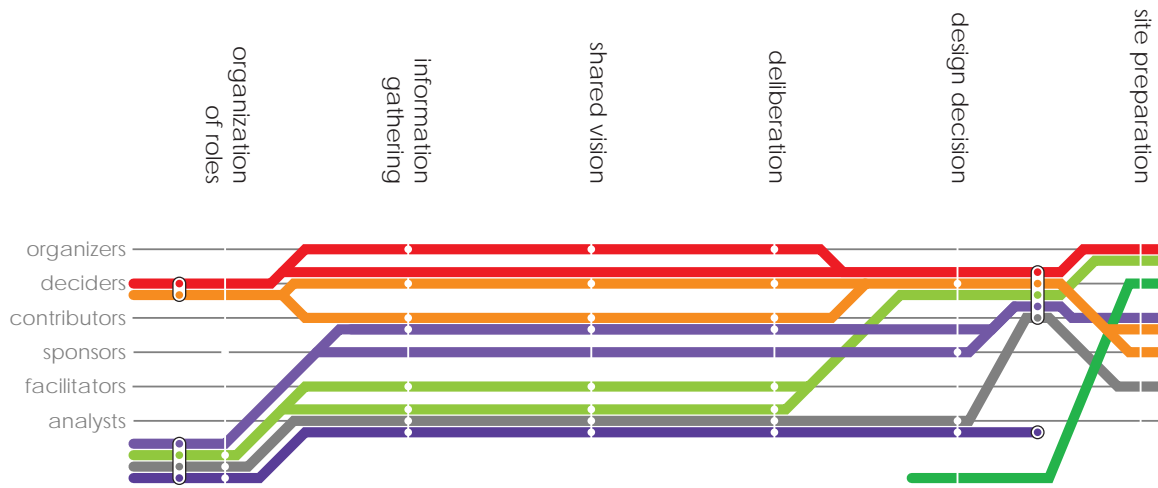 organization
of roles
information
gathering
shared vision
deliberation
design decision
site preparation
organizers
deciders
contributors
sponsors
facilitators
analysts